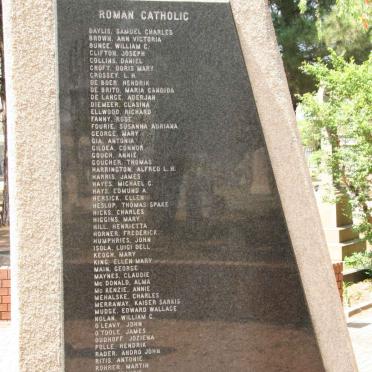 ROMAN CATHOLIC
BAYLIS, SAMUEL CHARLES
BROWN, ANN VICTORIA
BUNCE, WILLIAM C.
CLIFTON, JOSEPH
COLLINS, DANIEL
CROFT, DORIS MARY
CROSSEY, L. H.
DE BOER, HENDRIK
DE BRITO, MARIA CANDIDA
DE LANGE, ADERJAN
DIEMEER, CLASINA
ELLWOOD, RICHARD
FANNY, ROSE
FOURIE, SUSANNA ADRIANA
GEORGE, MARY
GIA, ANTONIA
GILDEA, CONNOR
GOUCH, ANNIE
GOUCHER, THOMAS
HARRINGTON, ALFRED L. H.
HARRIS, JAMES
HAYES, MICHAEL C.
HAYS, EDMUND A.
HERSICK, ELLEN
HESLOP, THOMAS SPAKE
HICKS, CHARLES
HIGGINS, MARY
HILL, HENRIETTA
HORNER, FREDERICK
HUMPHRIES, JOHN
ISOLA, LUIGI DELL
KEOGH, MARY
KING, ELLEN MARY
MAIN, GEORGE
MAYNES, CLAUDIE
Mc DONALD, ALMA
Mc KENZIE, ANNIE
MEHALSKE, CHARLES
MERRAWAY, KAISER SARKIS
MUDGE, EDWARD WALLACE
NOLAN, WILLIAM C.
O'LEAVY, JOHN
O'TOOLE, JAMES
OUDHOFF, JOZIENA
POLLE, HENDRIK
RADER, ANDRO JOHN
RITIS, ANTONIE
ROHRER, MARTIN